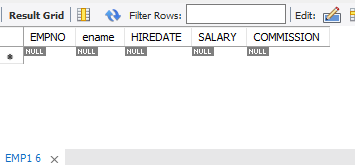 Result Grid Filter Rows: Edit:
EMPNO ename HIREDATE SALARY COMMISSION
* NULL NULL NULL NULL NULL
EMP1 6 ×